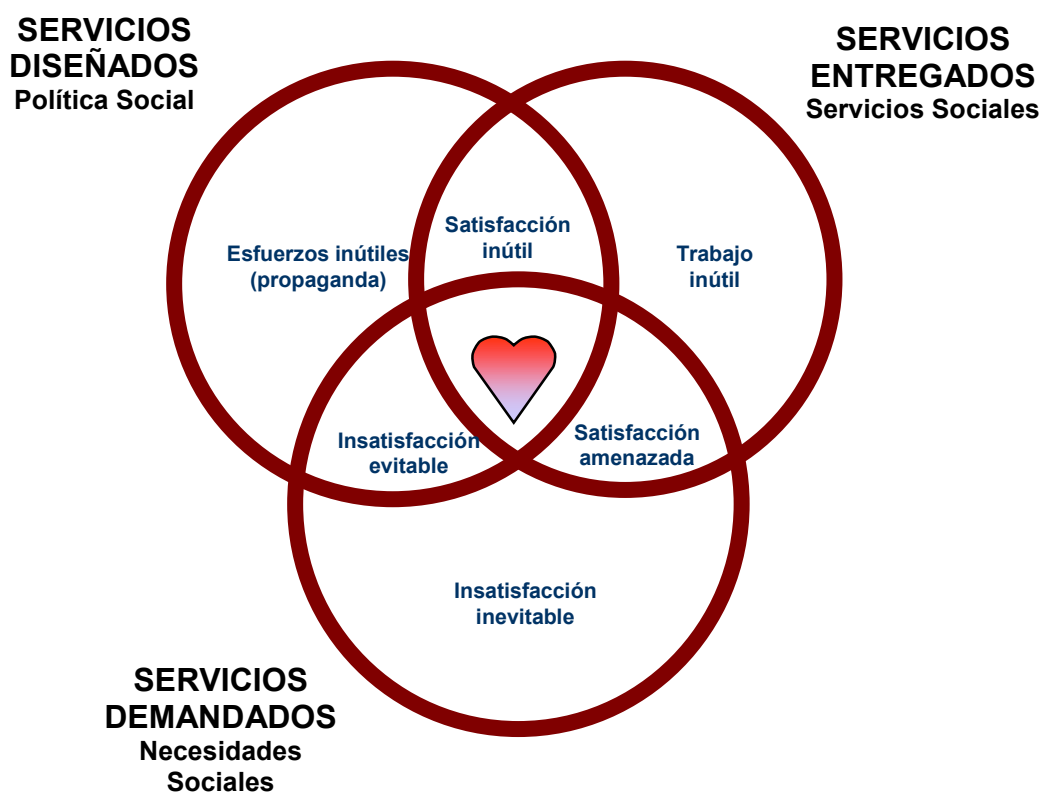 SERVICIOS
DISEÑADOS
Política Social
SERVICIOS
ENTREGADOS
Servicios Sociales
Esfuerzos inútiles
(propaganda)
Satisfacción
inútil
Trabajo
inútil
Insatisfacción
evitable
Satisfacción
amenazada
Insatisfacción
inevitable
SERVICIOS
DEMANDADOS
Necesidades
Sociales